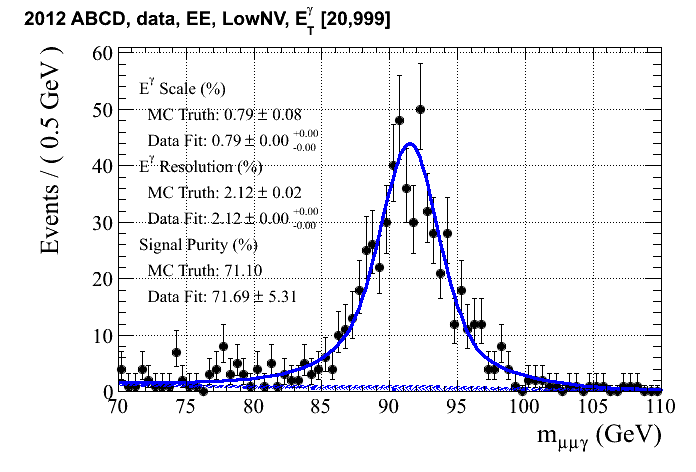 2012 ABCD, data, EE, LowNV, E_T^γ [20,999]
Events / ( 0.5 GeV )
60
50
40
30
20
10
0
E^γ Scale (%)
MC Truth: 0.79 ± 0.08
Data Fit: 0.79 ± 0.00 +0.00 -0.00
E^γ Resolution (%)
MC Truth: 2.12 ± 0.02
Data Fit: 2.12 ± 0.00 +0.00 -0.00
Signal Purity (%)
MC Truth: 71.10
Data Fit: 71.69 ± 5.31
70 75 80 85 90 95 100 105 110
m_μμγ (GeV)